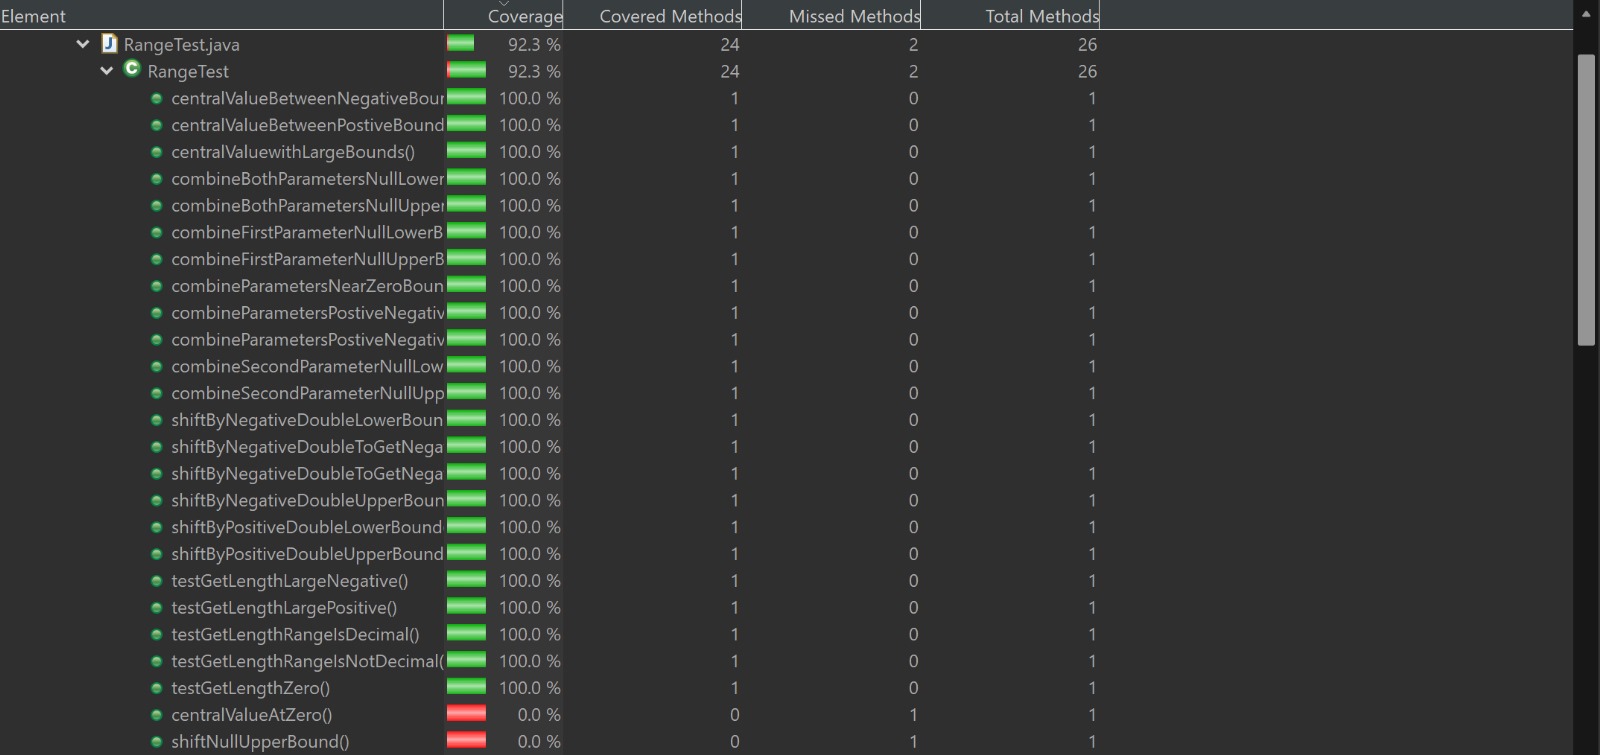 Element Coverage Covered Methods Missed Methods Total Methods
J RangeTest.java 92.3 % 24 2 26
C RangeTest 92.3 % 24 2 26
centralValueBetweenNegativeBour 100.0 % 1 0 1
centralValueBetweenPostiveBound 100.0 % 1 0 1
centralValuewithLargeBounds() 100.0 % 1 0 1
combineBothParametersNullLower 100.0 % 1 0 1
combineBothParametersNullUpper 100.0 % 1 0 1
combineFirstParameterNullLowerB 100.0 % 1 0 1
combineFirstParameterNullUpperB 100.0 % 1 0 1
combineParametersNearZeroBoun 100.0 % 1 0 1
combineParametersPostiveNegativ 100.0 % 1 0 1
combineParametersPostiveNegativ 100.0 % 1 0 1
combineSecondParameterNullLow 100.0 % 1 0 1
combineSecondParameterNullUpp 100.0 % 1 0 1
shiftByNegativeDoubleLowerBoun 100.0 % 1 0 1
shiftByNegativeDoubleToGetNega 100.0 % 1 0 1
shiftByNegativeDoubleToGetNega 100.0 % 1 0 1
shiftByNegativeDoubleUpperBoun 100.0 % 1 0 1
shiftByPositiveDoubleLowerBound 100.0 % 1 0 1
shiftByPositiveDoubleUpperBound 100.0 % 1 0 1
testGetLengthLargeNegative() 100.0 % 1 0 1
testGetLengthLargePositive() 100.0 % 1 0 1
testGetLengthRangeIsDecimal() 100.0 % 1 0 1
testGetLengthRangeIsNotDecimal( 100.0 % 1 0 1
testGetLengthZero() 100.0 % 1 0 1
centralValueAtZero() 0.0 % 0 1 1
shiftNullUpperBound() 0.0 % 0 1 1